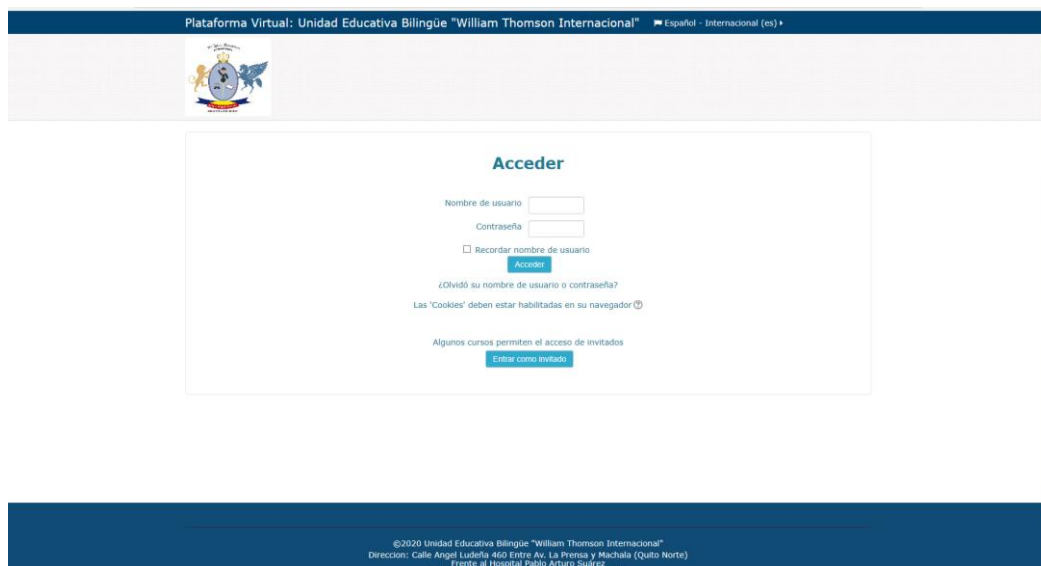 Plataforma Virtual: Unidad Educativa Bilingüe "William Thomson Internacional" Español - Internacional (es)
Acceder
Nombre de usuario
Contraseña
Recordar nombre de usuario
Acceder
¿Olvidó su nombre de usuario o contraseña?
Las 'Cookies' deben estar habilitadas en su navegador
Algunos cursos permiten el acceso de invitados
Entrar como invitado
©2020 Unidad Educativa Bilingüe "William Thomson Internacional"
Direccion: Calle Angel Ludeña 460 Entre Av. La Prensa y Machala (Quito Norte)
Frente al Hospital Pablo Arturo Suárez